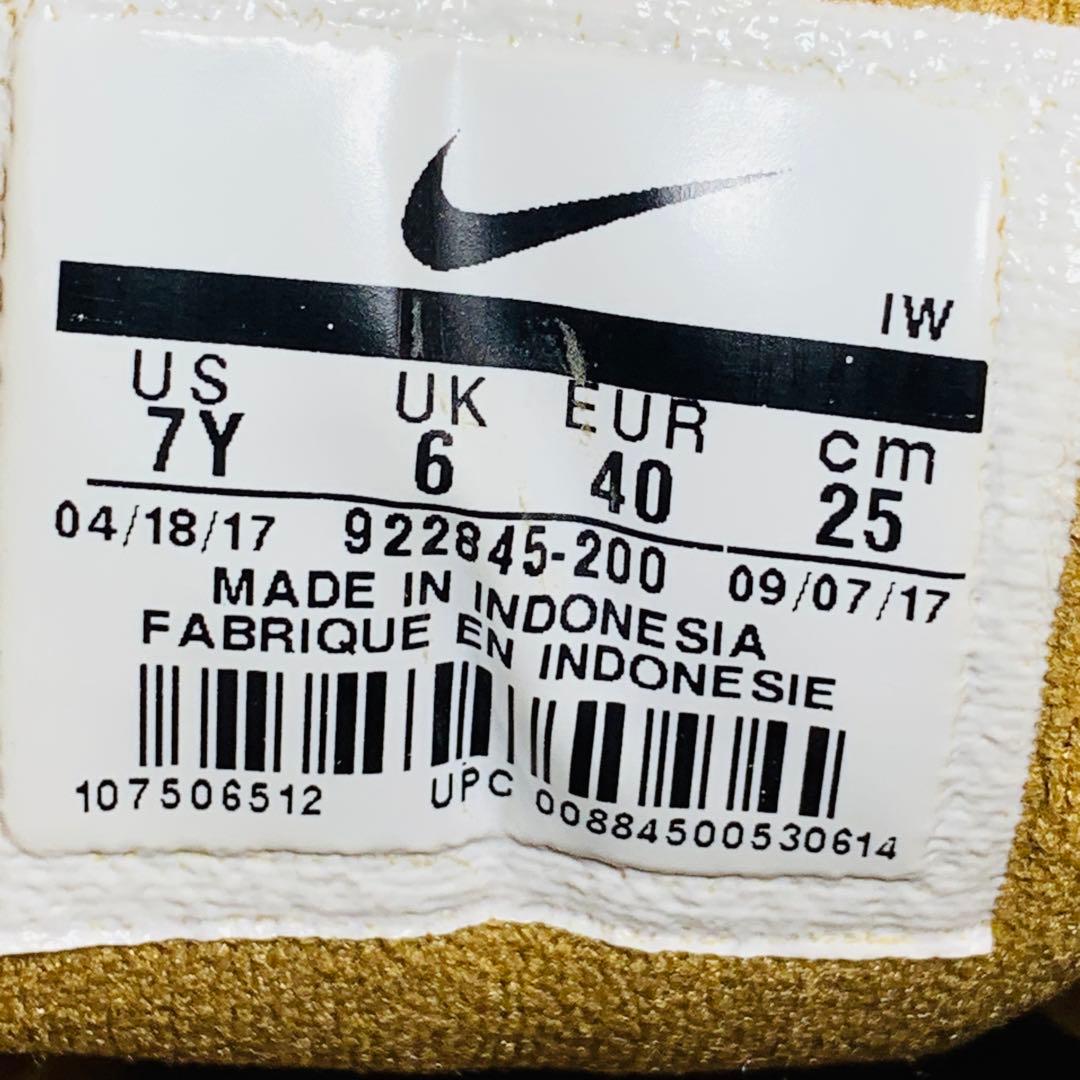 IW
US UK EUR cm
7Y 6 40 25
04/18/17 922845-200 09/07/17
MADE IN INDONESIA
FABRIQUE EN INDONESIE
107506512 UPC 00884500530614